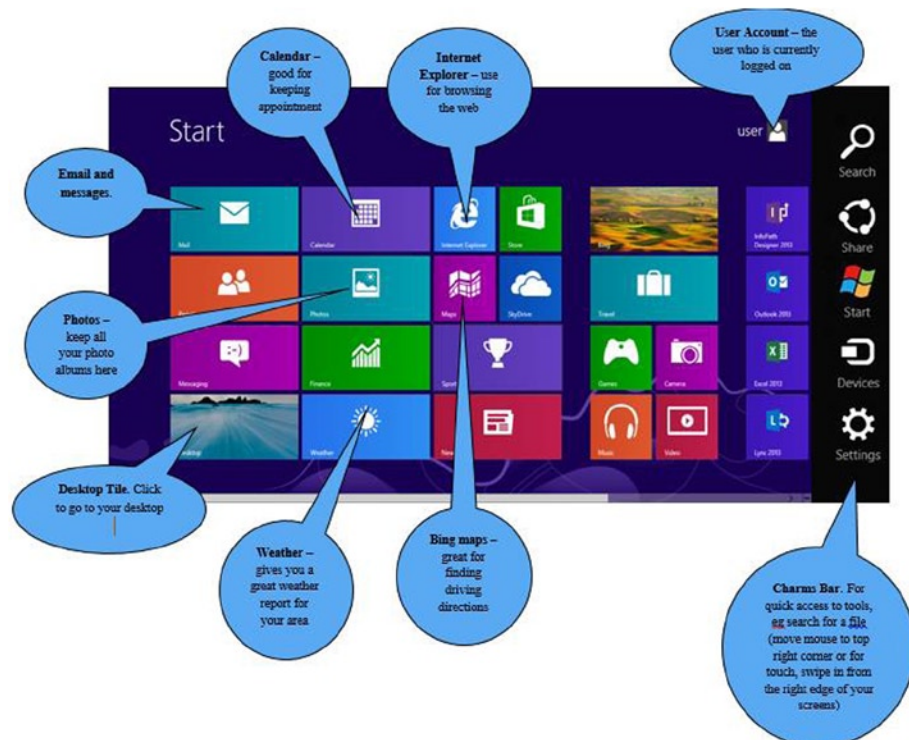 Calendar –
good for
keeping
appointment
Internet
Explorer – use
for browsing
the web
User Account – the
user who is currently
logged on
Start
user
Search
Email and
messages.
Mail
Calendar
Internet Explorer
Store
InfoPath
Designer 2013
Share
Photos –
keep all
your photo
albums here
Photos
Maps
SkyDrive
Travel
Outlook 2013
Start
Messaging
Finance
Sport
Games
Camera
Excel 2013
Devices
Desktop Tile. Click
to go to your desktop
Weather
Music
Video
Lync 2013
Settings
Weather –
gives you a
great weather
report for
your area
Bing maps –
great for
finding
driving
directions
Charms Bar. For
quick access to tools,
eg search for a file
(move mouse to top
right corner or for
touch, swipe in from
the right edge of your
screens)